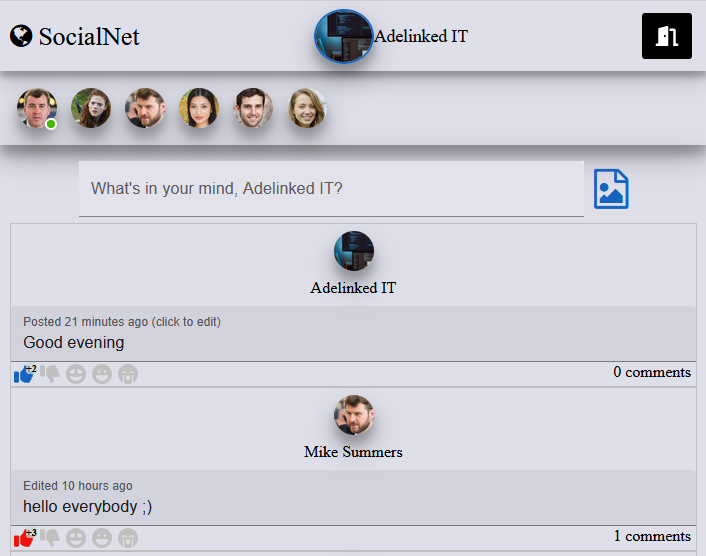 SocialNet
Adelinked IT
What's in your mind, Adelinked IT?
Adelinked IT
Posted 21 minutes ago (click to edit)
Good evening
+2
0 comments
Mike Summers
Edited 10 hours ago
hello everybody ;)
+3
1 comments